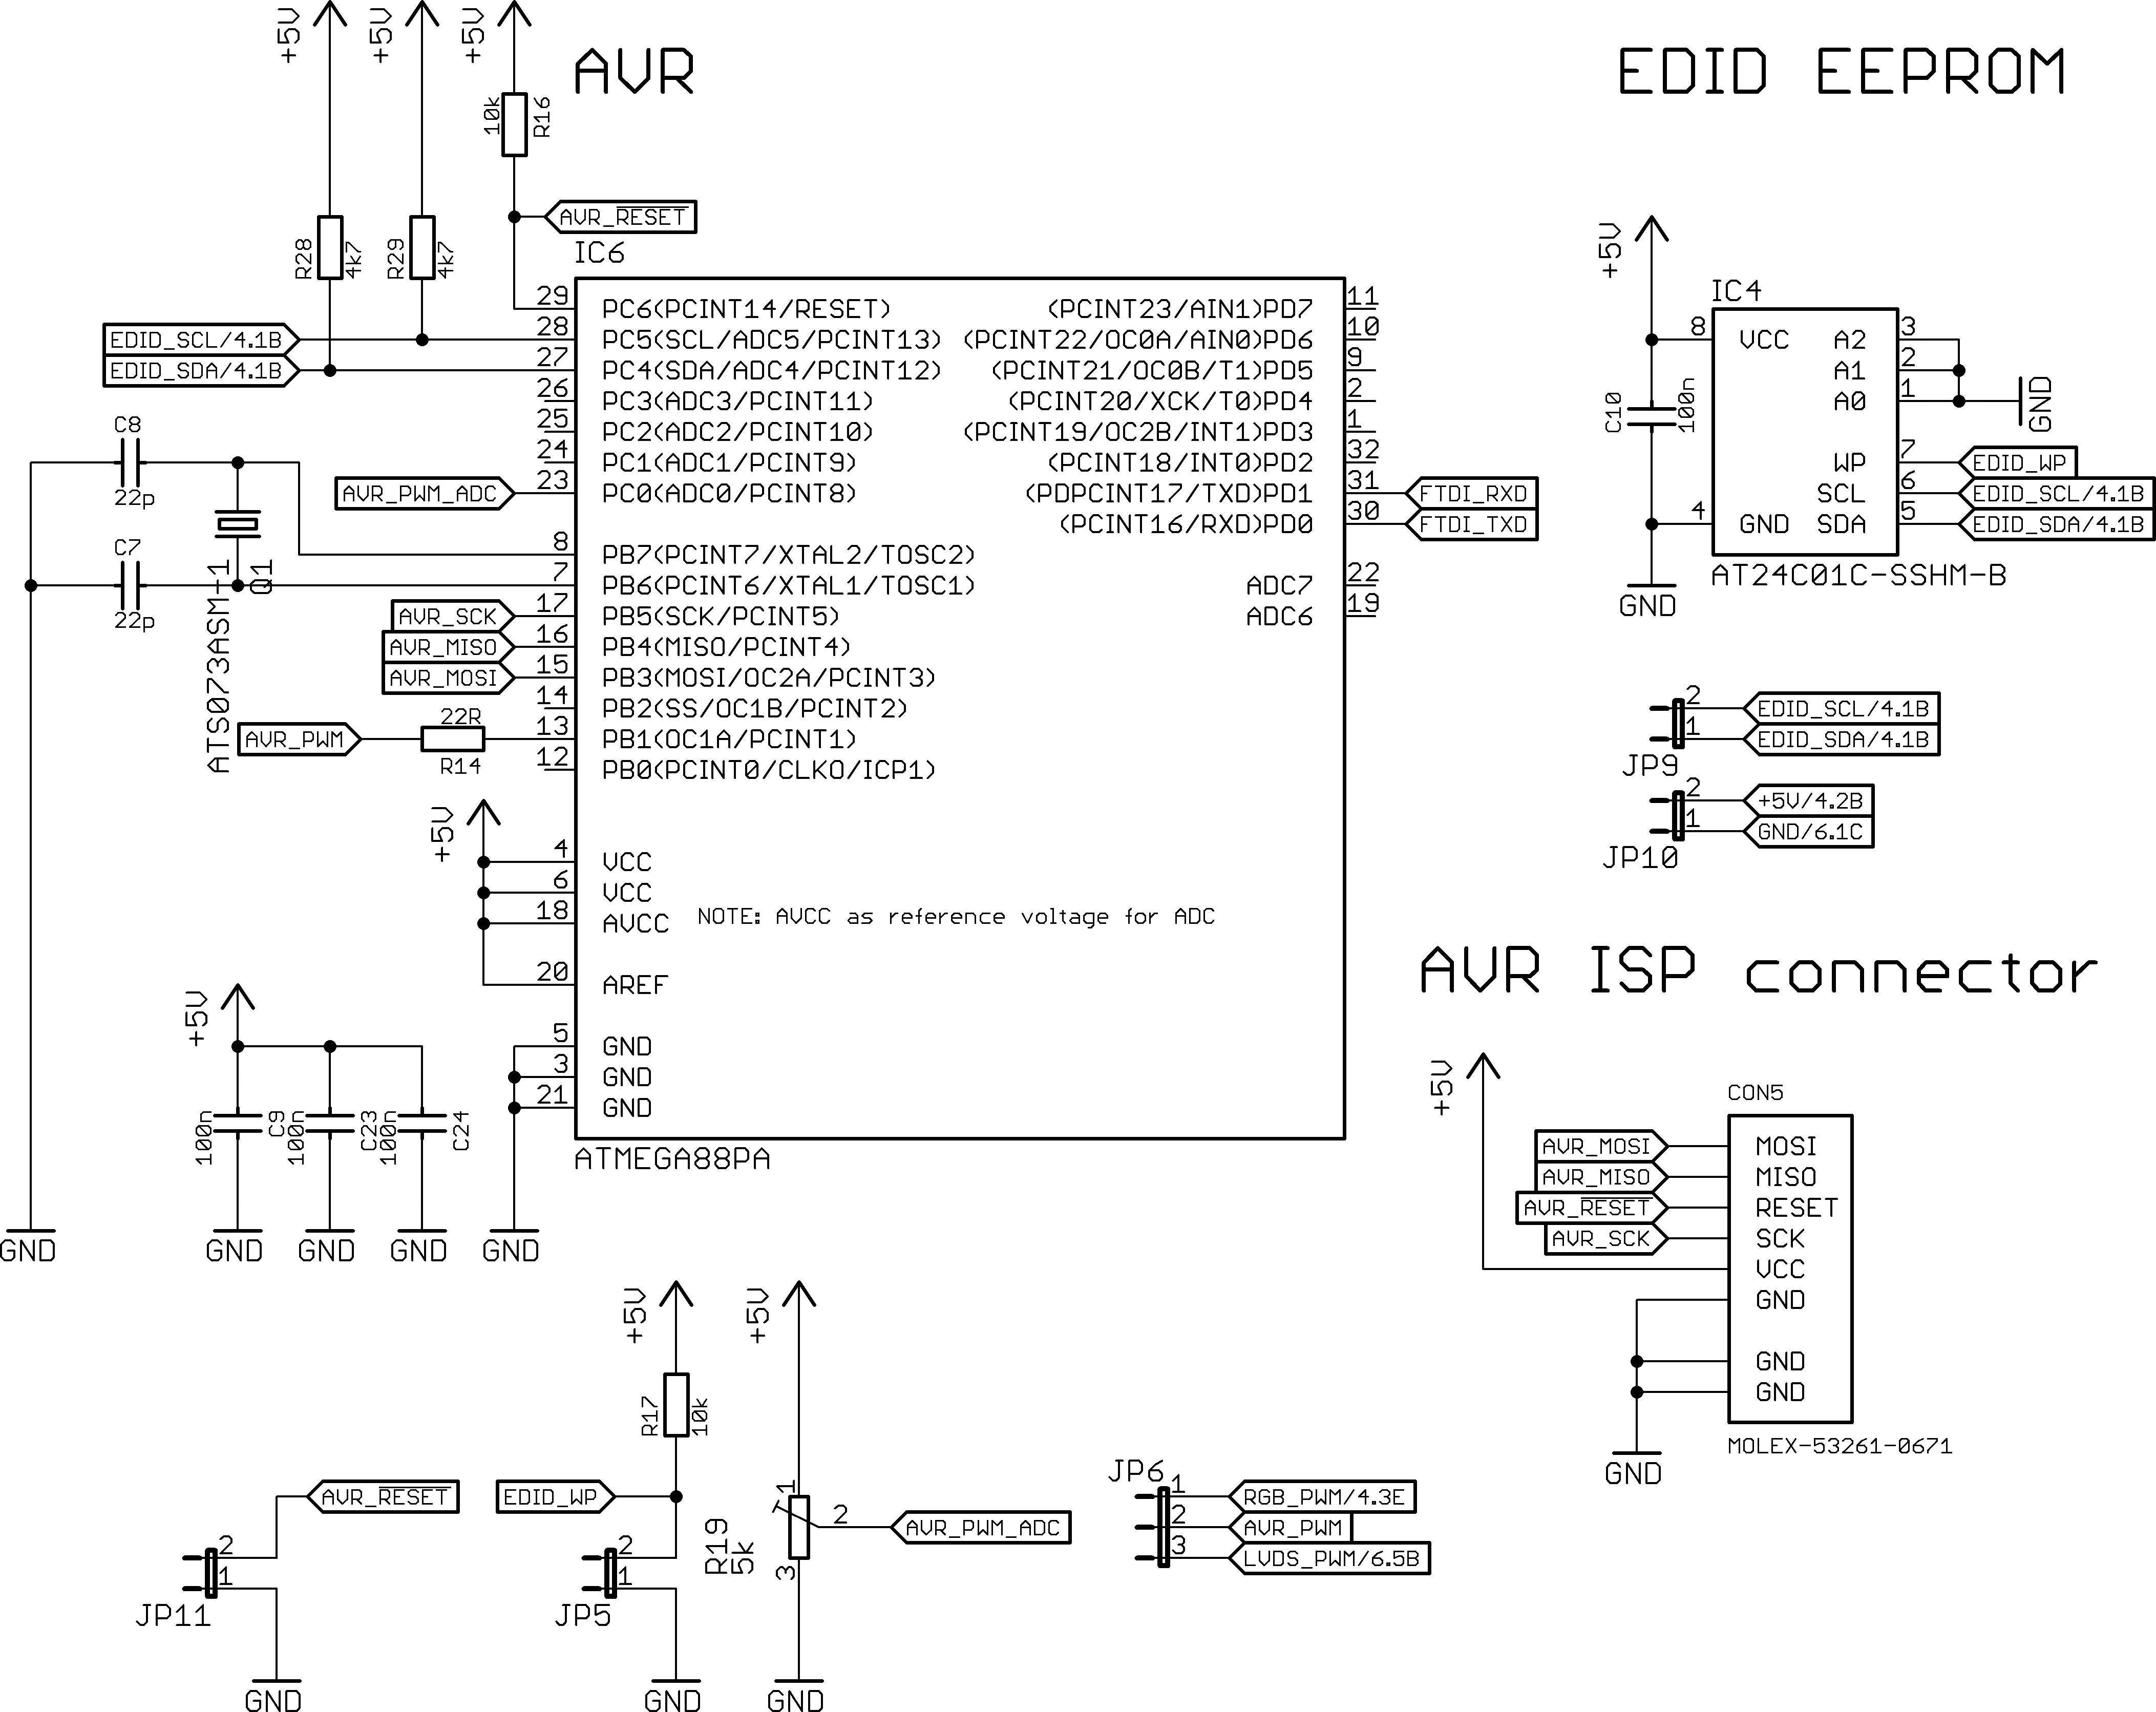 +5V
+5V
+5V
AVR
EDID EEPROM
10k
R16
AVR_RESET
IC6
R28
4k7
R29
4k7
EDID_SCL/4.1B
EDID_SDA/4.1B
29 PC6(PCINT14/RESET)
28 PC5(SCL/ADC5/PCINT13)
27 PC4(SDA/ADC4/PCINT12)
26 PC3(ADC3/PCINT11)
25 PC2(ADC2/PCINT10)
24 PC1(ADC1/PCINT9)
AVR_PWM_ADC
23 PC0(ADC0/PCINT8)
8 PB7(PCINT7/XTAL2/TOSC2)
7 PB6(PCINT6/XTAL1/TOSC1)
AVR_SCK
17 PB5(SCK/PCINT5)
AVR_MISO
16 PB4(MISO/PCINT4)
AVR_MOSI
15 PB3(MOSI/OC2A/PCINT3)
14 PB2(SS/OC1B/PCINT2)
AVR_PWM
22R
R14
13 PB1(OC1A/PCINT1)
12 PB0(PCINT0/CLKO/ICP1)
C8
22p
C7
22p
ATS073ASM-1
Q1
(PCINT23/AIN1)PD7 11
(PCINT22/OC0A/AIN0)PD6 10
(PCINT21/OC0B/T1)PD5 9
(PCINT20/XCK/T0)PD4 2
(PCINT19/OC2B/INT1)PD3 1
(PCINT18/INT0)PD2 32
(PDPCINT17/TXD)PD1 31
FTDI_RXD
(PCINT16/RXD)PD0 30
FTDI_TXD
ADC7 22
ADC6 19
+5V
4 VCC
6 VCC
18 AVCC
NOTE: AVCC as reference voltage for ADC
20 AREF
5 GND
3 GND
21 GND
ATMEGA88PA
+5V
100n
C9
100n
C23
100n
C24
GND
GND
GND
GND
GND
+5V
IC4
8 VCC
4 GND
A2 3
A1 2
A0 1
GND
WP 7
EDID_WP
SCL 6
EDID_SCL/4.1B
SDA 5
EDID_SDA/4.1B
C10
100n
AT24C01C-SSHM-B
GND
2 EDID_SCL/4.1B
1 EDID_SDA/4.1B
JP9
2 +5V/4.2B
1 GND/6.1C
JP10
AVR ISP connector
+5V
CON5
AVR_MOSI MOSI
AVR_MISO MISO
AVR_RESET RESET
AVR_SCK SCK
VCC
GND
GND
GND
MOLEX-53261-0671
GND
AVR_RESET
2
1
JP11
GND
+5V
R17
10k
EDID_WP
2
1
JP5
GND
+5V
1
2
3
R19
5k
AVR_PWM_ADC
GND
JP6
1 RGB_PWM/4.3E
2 AVR_PWM
3 LVDS_PWM/6.5B